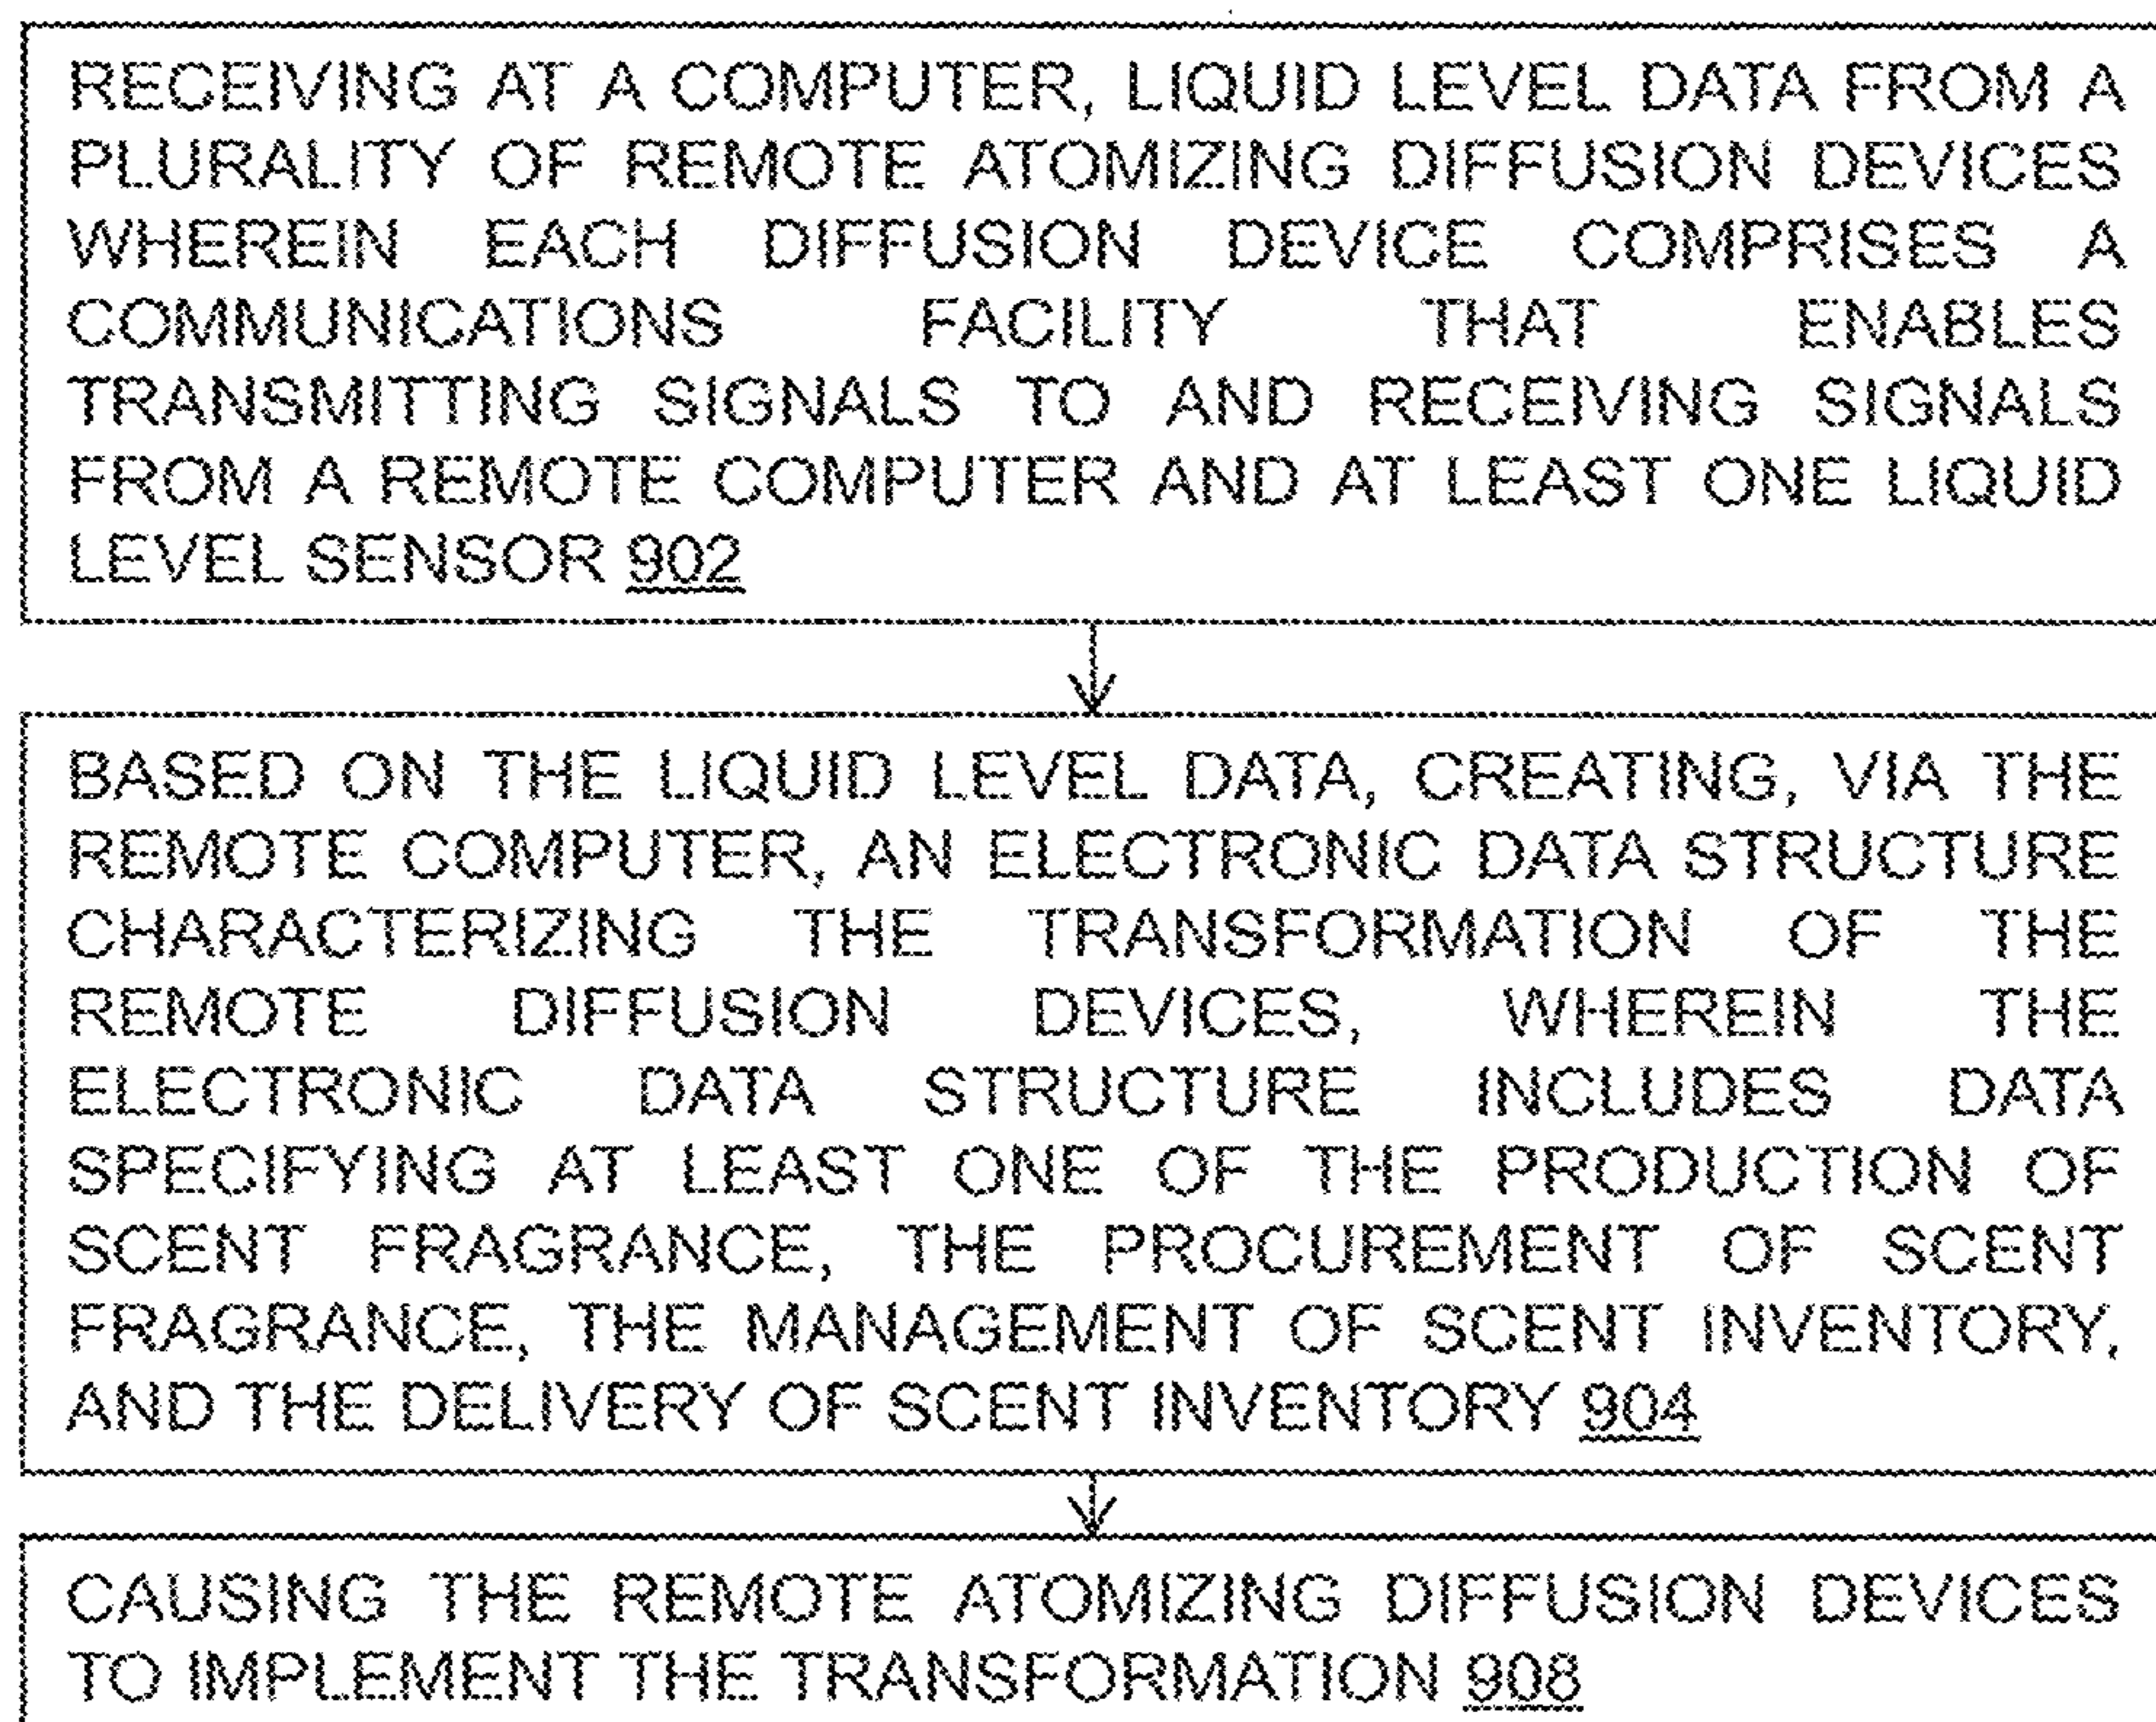 RECEIVING AT A COMPUTER, LIQUID LEVEL DATA FROM A
PLURALITY OF REMOTE ATOMIZING DIFFUSION DEVICES
WHEREIN EACH DIFFUSION DEVICE COMPRISES A
COMMUNICATIONS FACILITY THAT ENABLES
TRANSMITTING SIGNALS TO AND RECEIVING SIGNALS
FROM A REMOTE COMPUTER AND AT LEAST ONE LIQUID
LEVEL SENSOR 902
BASED ON THE LIQUID LEVEL DATA, CREATING, VIA THE
REMOTE COMPUTER, AN ELECTRONIC DATA STRUCTURE
CHARACTERIZING THE TRANSFORMATION OF THE
REMOTE DIFFUSION DEVICES, WHEREIN THE
ELECTRONIC DATA STRUCTURE INCLUDES DATA
SPECIFYING AT LEAST ONE OF THE PRODUCTION OF
SCENT FRAGRANCE, THE PROCUREMENT OF SCENT
FRAGRANCE, THE MANAGEMENT OF SCENT INVENTORY,
AND THE DELIVERY OF SCENT INVENTORY 904
CAUSING THE REMOTE ATOMIZING DIFFUSION DEVICES
TO IMPLEMENT THE TRANSFORMATION 908